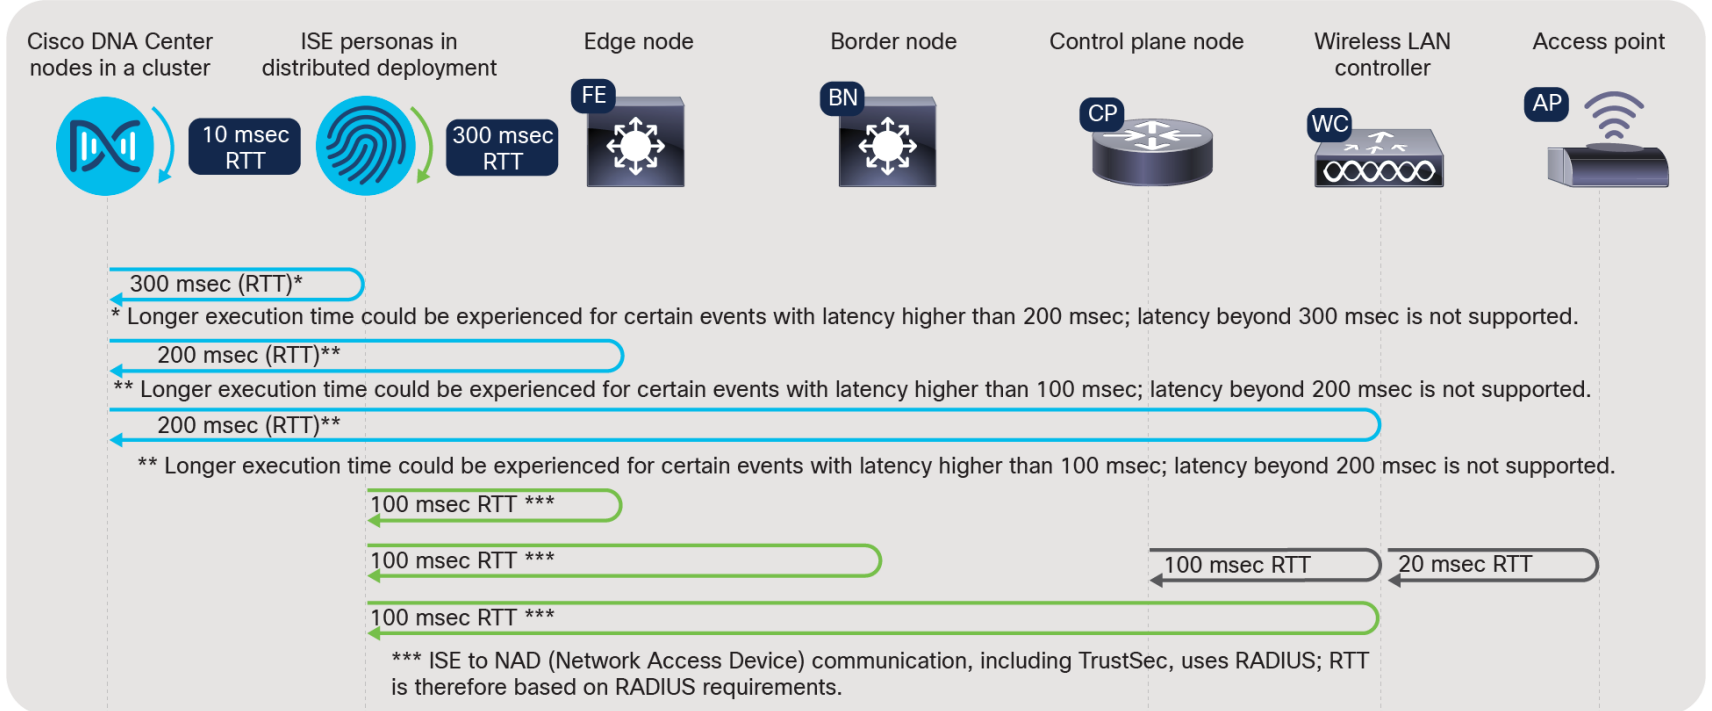 Cisco DNA Center
nodes in a cluster
ISE personas in
distributed deployment
Edge node
Border node
Control plane node
Wireless LAN
controller
Access point
10 msec
RTT
300 msec
RTT
FE
BN
CP
WC
AP
300 msec (RTT)*
* Longer execution time could be experienced for certain events with latency higher than 200 msec; latency beyond 300 msec is not supported.
200 msec (RTT)**
** Longer execution time could be experienced for certain events with latency higher than 100 msec; latency beyond 200 msec is not supported.
200 msec (RTT)**
** Longer execution time could be experienced for certain events with latency higher than 100 msec; latency beyond 200 msec is not supported.
100 msec RTT ***
100 msec RTT ***
100 msec RTT
20 msec RTT
100 msec RTT ***
*** ISE to NAD (Network Access Device) communication, including TrustSec, uses RADIUS; RTT
is therefore based on RADIUS requirements.